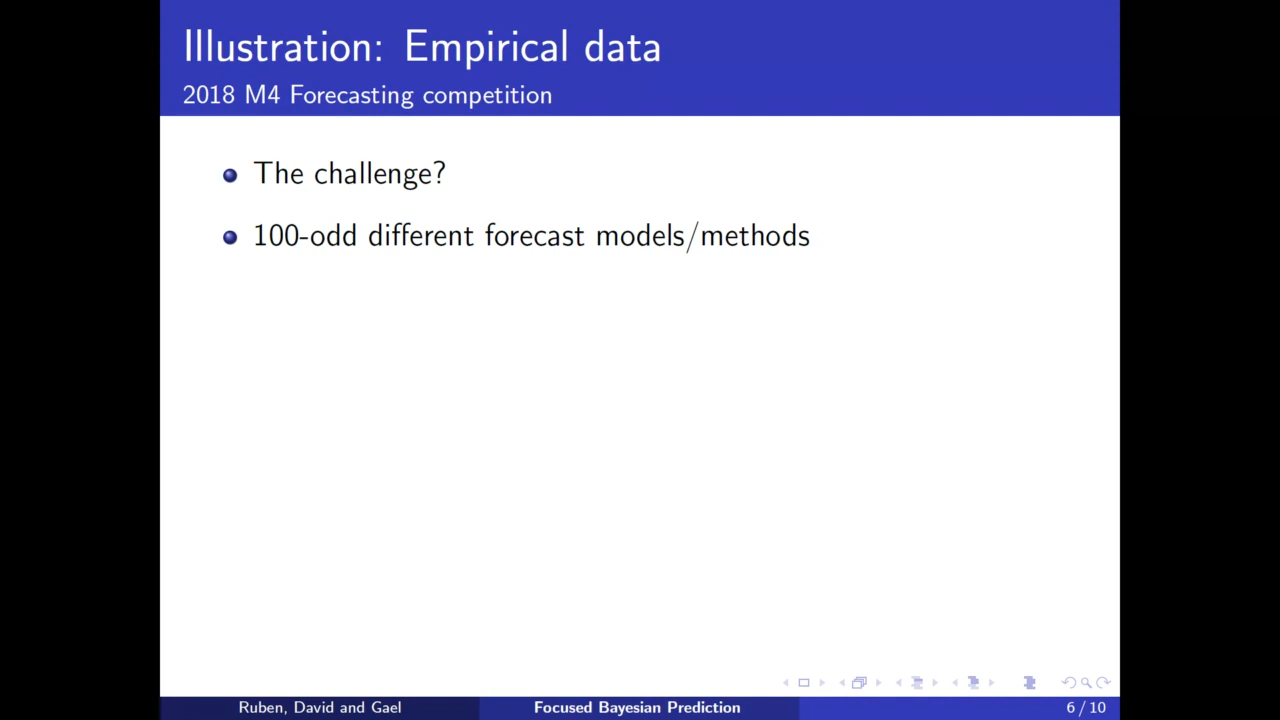 Illustration: Empirical data
2018 M4 Forecasting competition
The challenge?
100-odd different forecast models/methods
Ruben, David and Gael
Focused Bayesian Prediction
6 / 10